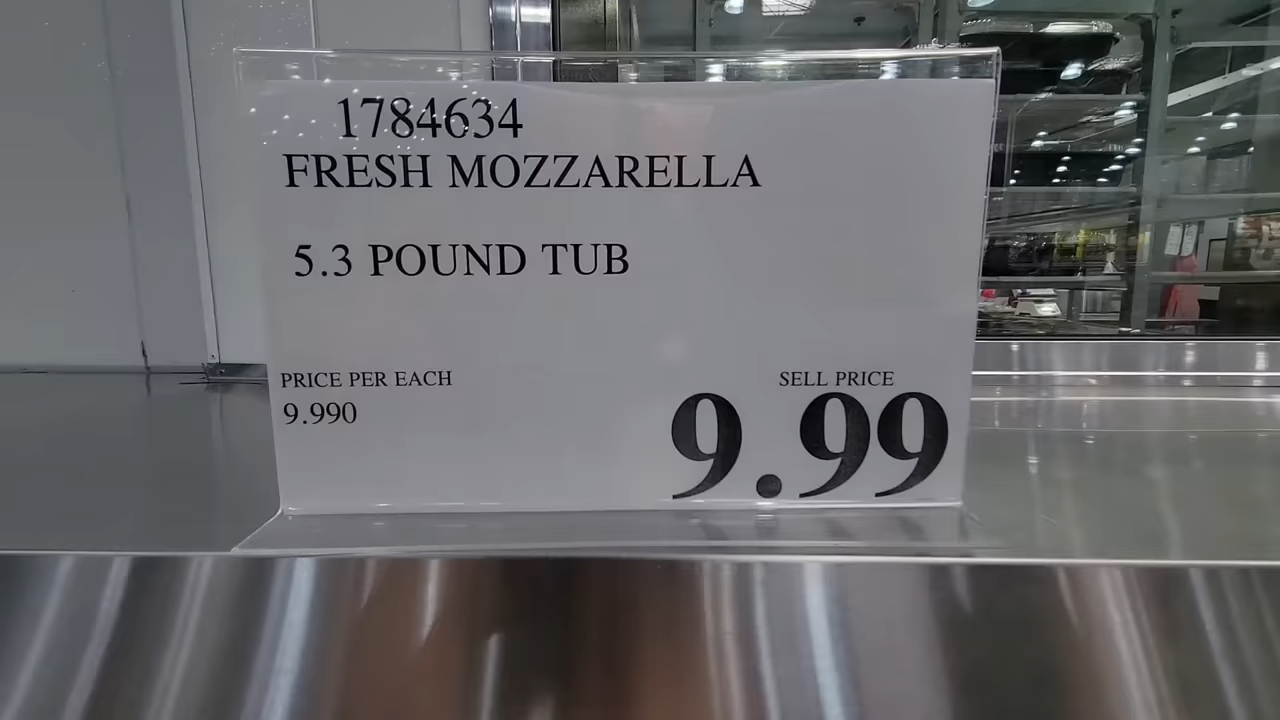 1784634
FRESH MOZZARELLA
5.3 POUND TUB
PRICE PER EACH
9.990
SELL PRICE
9.99